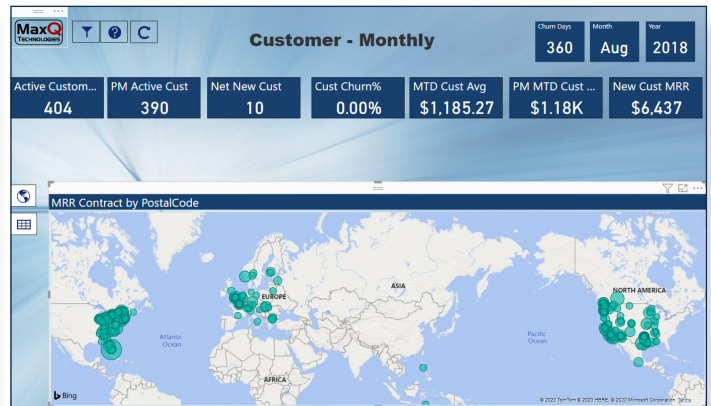 MaxQ
TECHNOLOGIES
?
C
Customer - Monthly
Churn Days
360
Month
Aug
Year
2018
Active Custom...
404
PM Active Cust
390
Net New Cust
10
Cust Churn%
0.00%
MTD Cust Avg
$1,185.27
PM MTD Cust ...
$1.18K
New Cust MRR
$6,437
MRR Contract by PostalCode
ASIA
EUROPE
NORTH AMERICA
Atlantic
Ocean
Pacific
Ocean
AFRICA
Bing
© 2020 TomTom © 2020 HERE, © 2020 Microsoft Corporation Terms